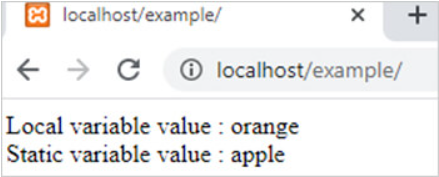 localhost/example/
localhost/example/
Local variable value : orange
Static variable value : apple